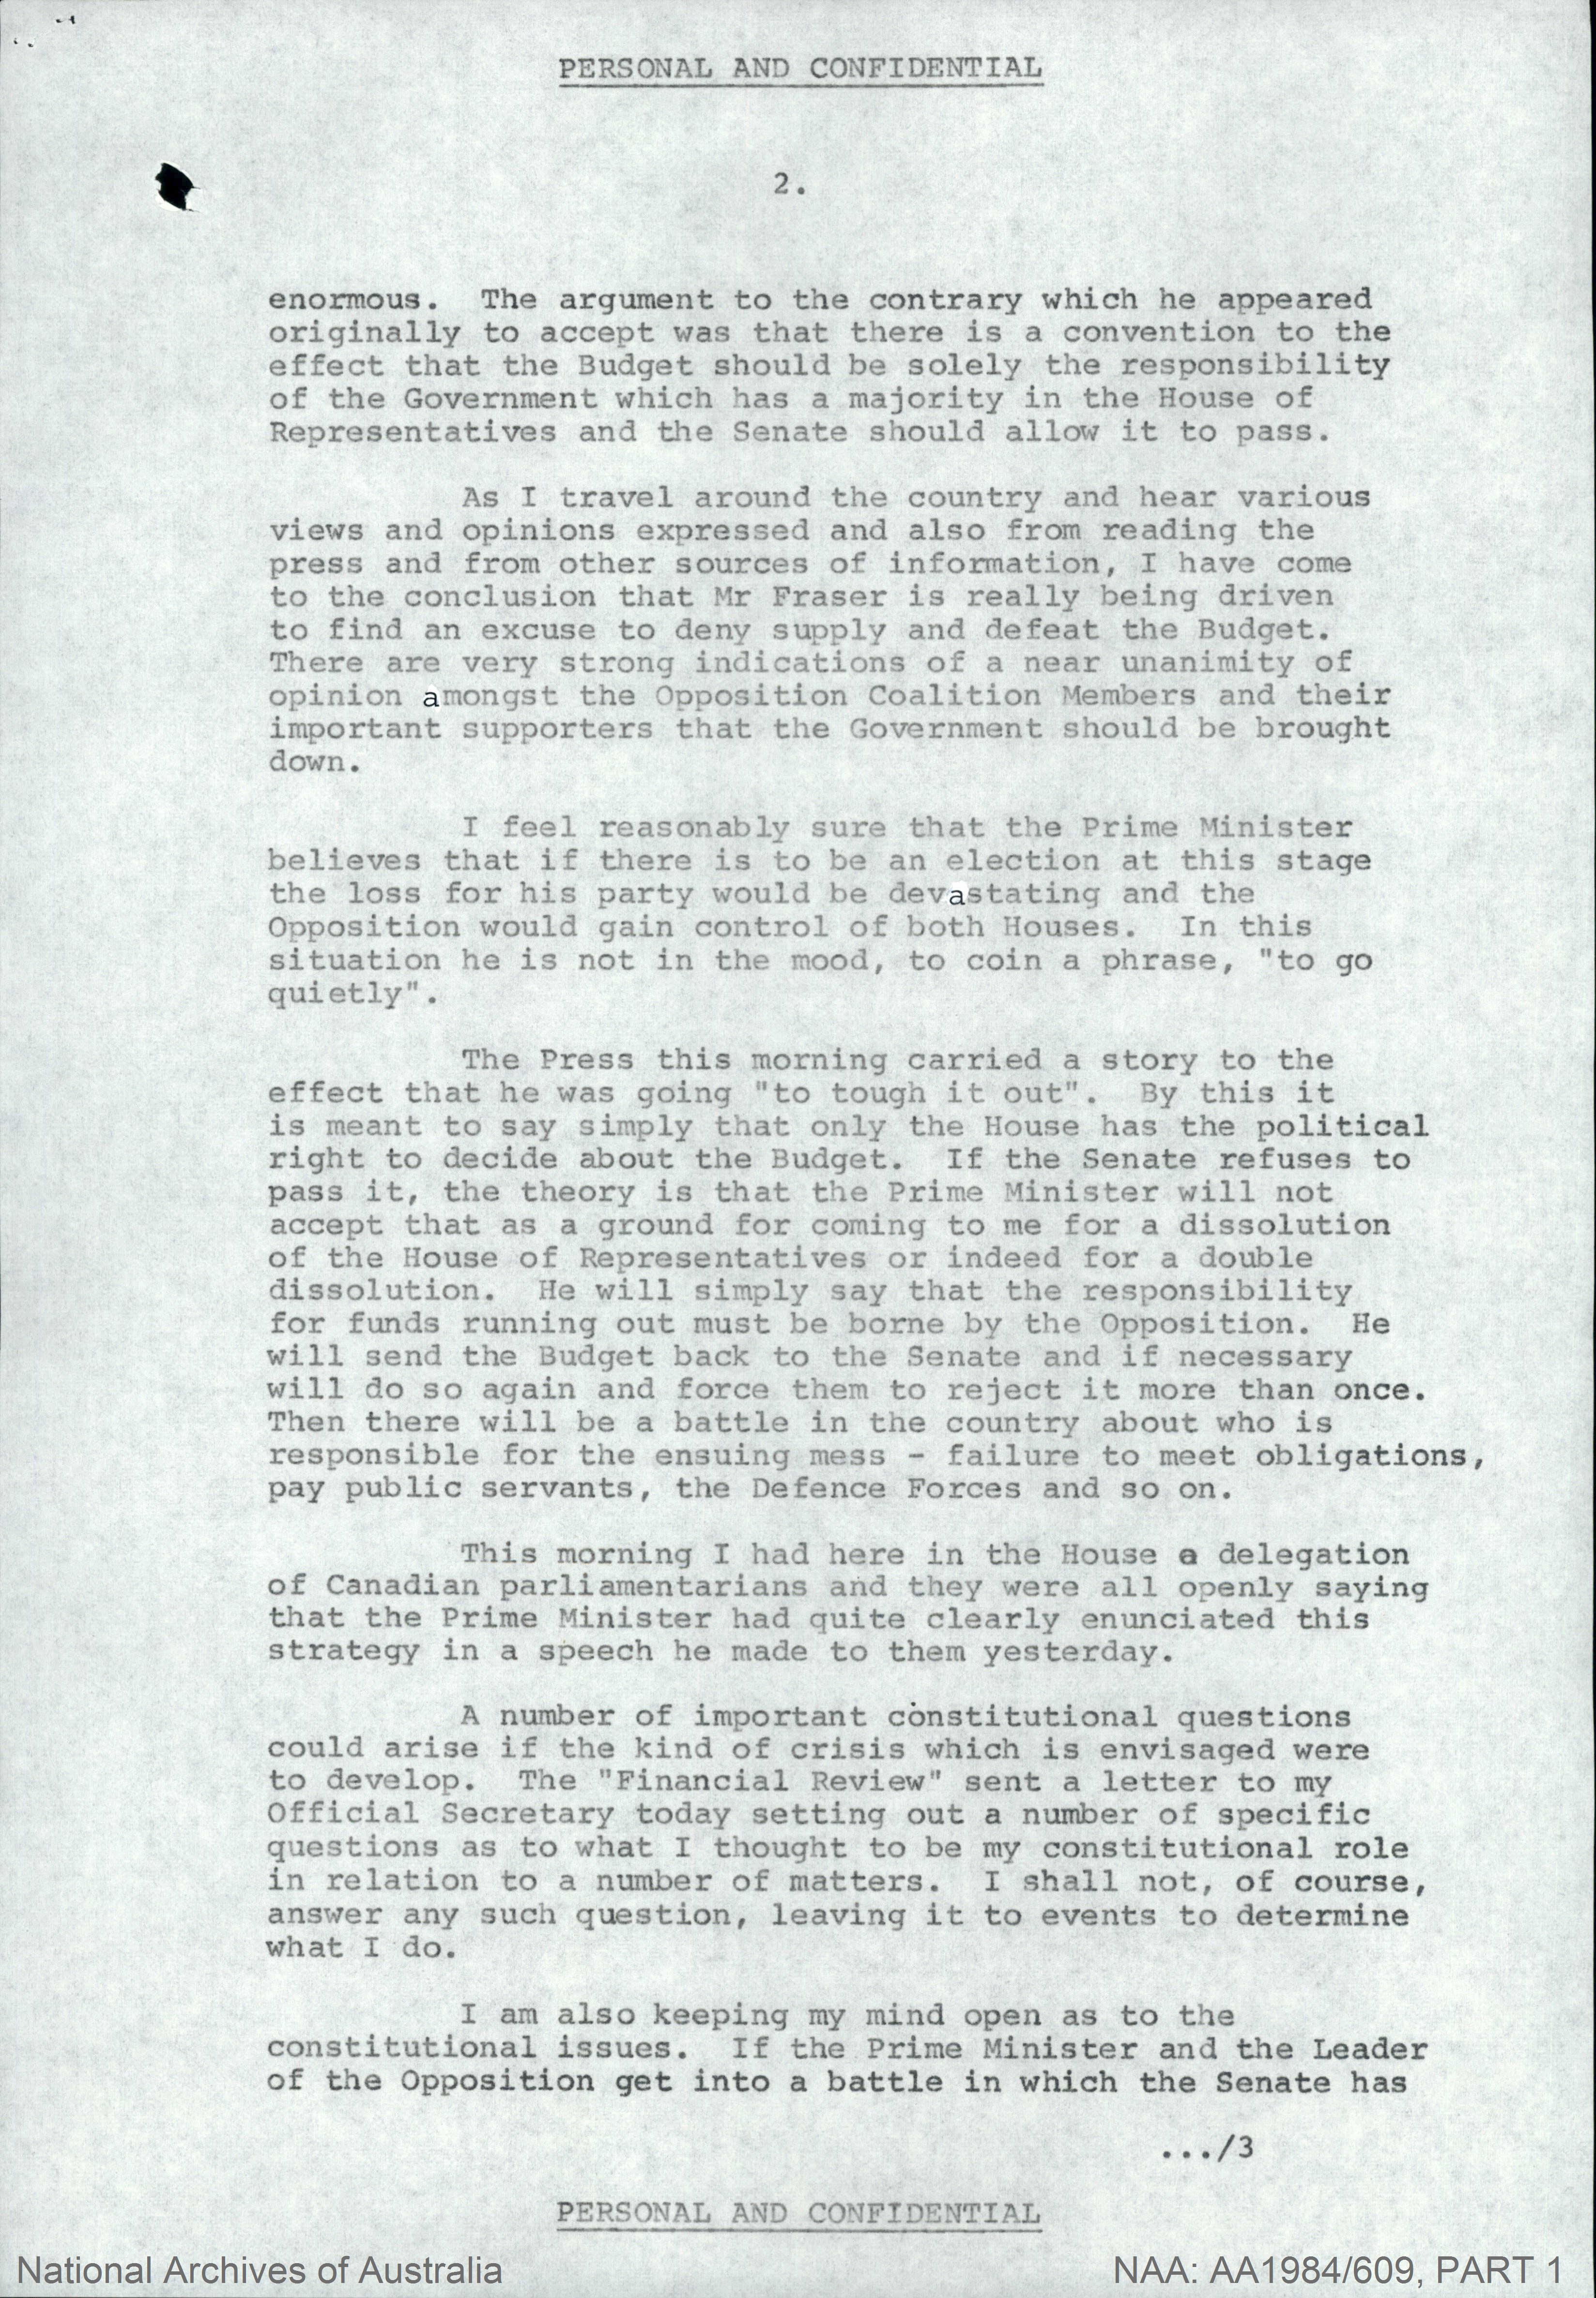 PERSONAL AND CONFIDENTIAL
2.
enormous. The argument to the contrary which he appeared
originally to accept was that there is a convention to the
effect that the Budget should be solely the responsibility
of the Government which has a majority in the House of
Representatives and the Senate should allow it to pass.
As I travel around the country and hear various
views and opinions expressed and also from reading the
press and from other sources of information, I have come
to the conclusion that Mr Fraser is really being driven
to find an excuse to deny supply and defeat the Budget.
There are very strong indications of a near unanimity of
opinion amongst the Opposition Coalition Members and their
important supporters that the Government should be brought
down.
I feel reasonably sure that the Prime Minister
believes that if there is to be an election at this stage
the loss for his party would be devastating and the
Opposition would gain control of both Houses. In this
situation he is not in the mood, to coin a phrase, "to go
quietly".
The Press this morning carried a story to the
effect that he was going "to tough it out". By this it
is meant to say simply that only the House has the political
right to decide about the Budget. If the Senate refuses to
pass it, the theory is that the Prime Minister will not
accept that as a ground for coming to me for a dissolution
of the House of Representatives or indeed for a double
dissolution. He will simply say that the responsibility
for funds running out must be borne by the Opposition. He
will send the Budget back to the Senate and if necessary
will do so again and force them to reject it more than once.
Then there will be a battle in the country about who is
responsible for the ensuing mess - failure to meet obligations,
pay public servants, the Defence Forces and so on.
This morning I had here in the House a delegation
of Canadian parliamentarians and they were all openly saying
that the Prime Minister had quite clearly enunciated this
strategy in a speech he made to them yesterday.
A number of important constitutional questions
could arise if the kind of crisis which is envisaged were
to develop. The "Financial Review" sent a letter to my
Official Secretary today setting out a number of specific
questions as to what I thought to be my constitutional role
in relation to a number of matters. I shall not, of course,
answer any such question, leaving it to events to determine
what I do.
I am also keeping my mind open as to the
constitutional issues. If the Prime Minister and the Leader
of the Opposition get into a battle in which the Senate has
.../3
PERSONAL AND CONFIDENTIAL
National Archives of Australia
NAA: AA1984/609, PART 1